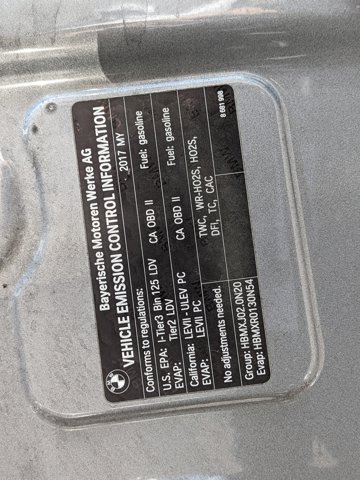 Bayerische Motoren Werke AG
VEHICLE EMISSION CONTROL INFORMATION
2017 MY
Conforms to regulations:
Fuel: gasoline
U.S. EPA: I-Tier3 Bin 125 LDV CA OBD II
EVAP: Tier2 LDV
Fuel: gasoline
California: LEVII - ULEV PC CA OBD II
EVAP: LEVII PC
No adjustments needed.
TWC, WR-HO2S, HO2S,
DFI, TC, CAC
Group: HBMXJ02.0N20
Evap: HBMXR0130N54
8 681 998